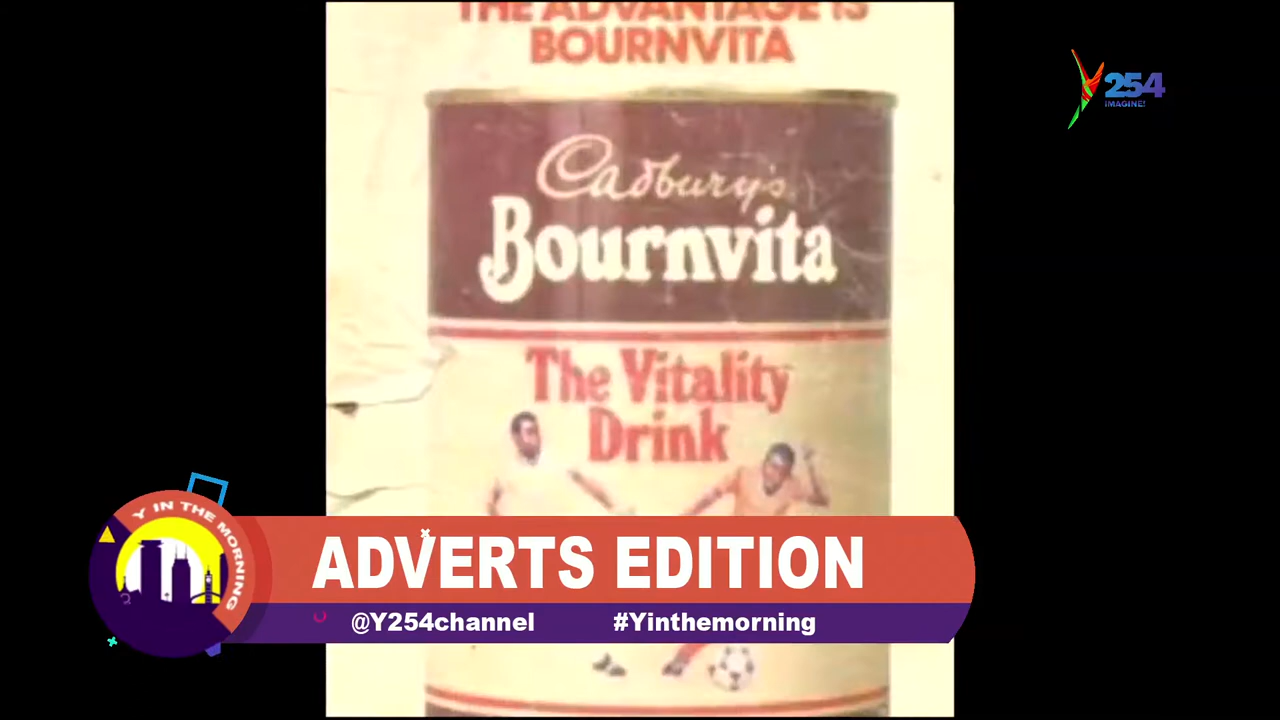 THE ADVANTAGE IS
BOURNVITA
254
IMAGINE!
Cadbury's
Bournvita
The Vitality
Drink
Y IN THE MORNING
ADVERTS EDITION
@Y254channel #Yinthemorning